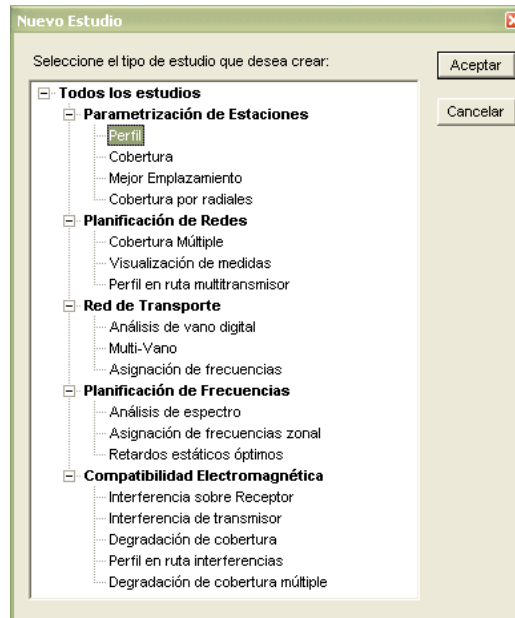 Nuevo Estudio
Seleccione el tipo de estudio que desea crear:
Aceptar
Cancelar
Todos los estudios
Parametrización de Estaciones
Perfil
Cobertura
Mejor Emplazamiento
Cobertura por radiales
Planificación de Redes
Cobertura Múltiple
Visualización de medidas
Perfil en ruta multitransmisor
Red de Transporte
Análisis de vano digital
Multi-Vano
Asignación de frecuencias
Planificación de Frecuencias
Análisis de espectro
Asignación de frecuencias zonal
Retardos estáticos óptimos
Compatibilidad Electromagnética
Interferencia sobre Receptor
Interferencia de transmisor
Degradación de cobertura
Perfil en ruta interferencias
Degradación de cobertura múltiple